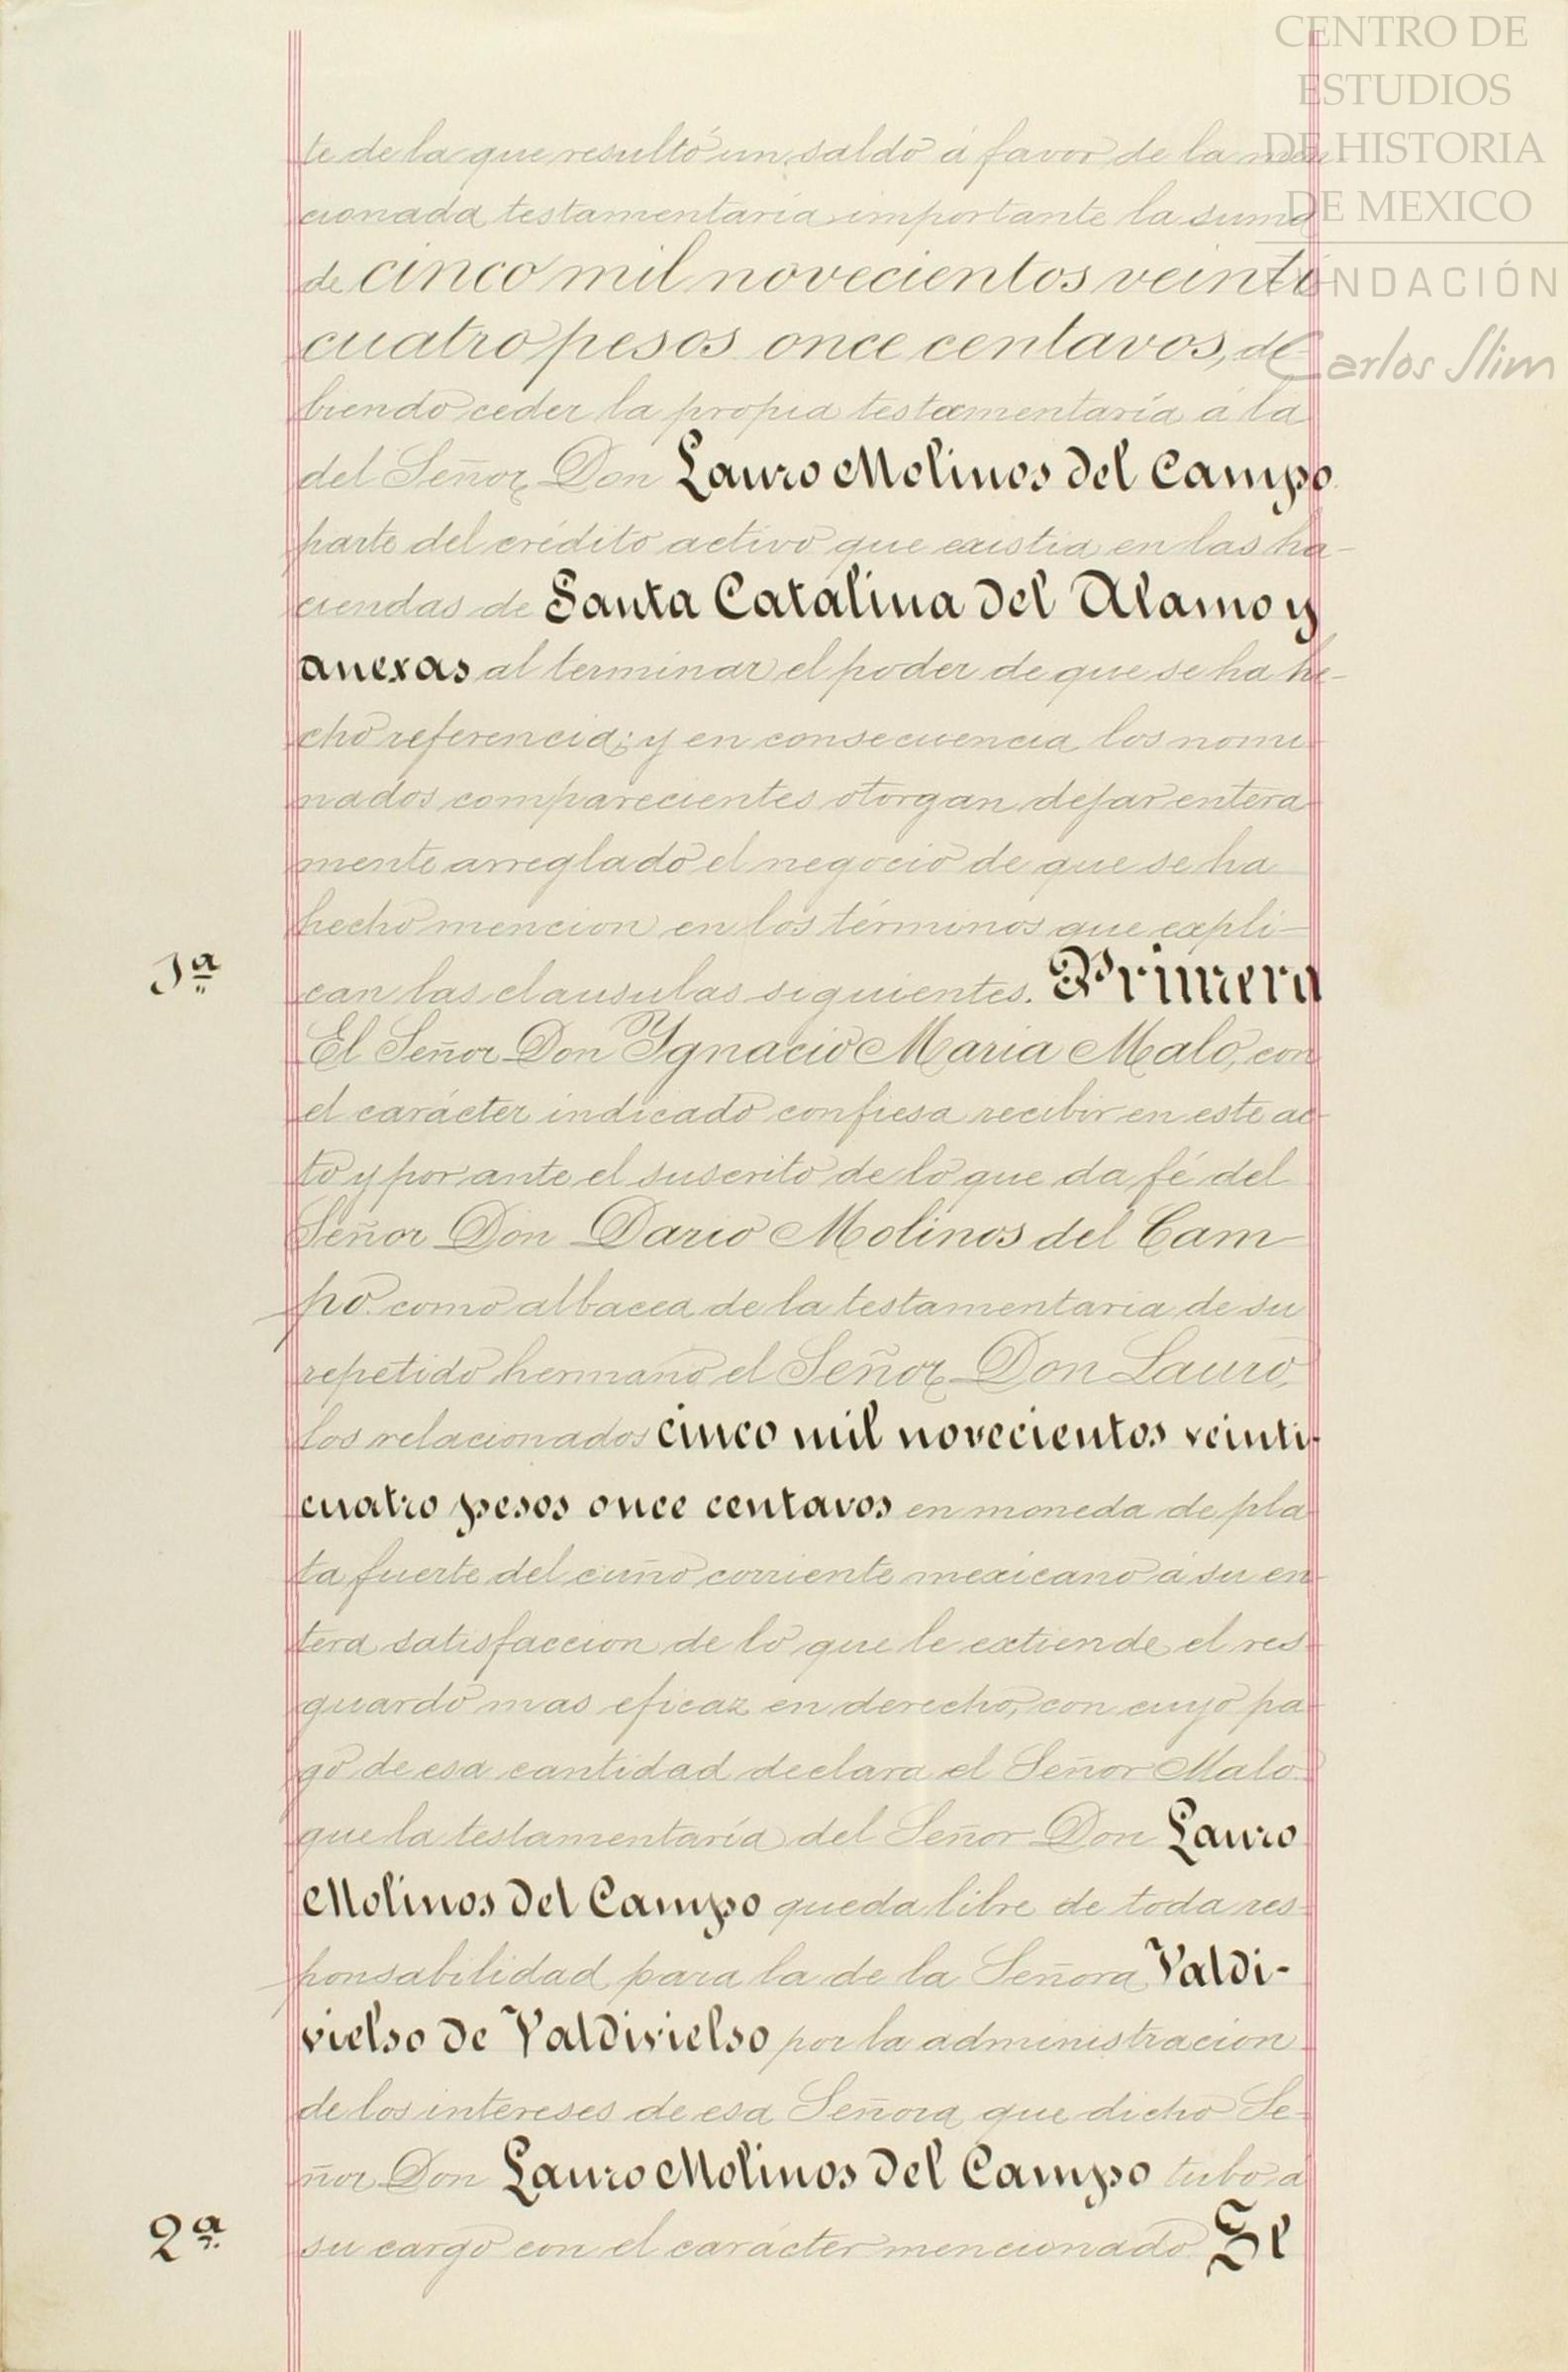 CENTRO DE
ESTUDIOS
DE HISTORIA
DE MEXICO
FUNDACIÓN
Carlos Slim
te de la que resultó un saldo á favor de la men
cionada testamentaría importante la suma
de cinco mil novecientos veinti
cuatro pesos once centavos, de
biendo ceder la propia testamentaría á la
del Señor Don Lauro Molinos del Campo
parte del crédito activo que existia en las ha-
ciendas de Santa Catalina del Alamo y
anexas al terminar el poder de que se ha he-
cho referencia; y en consecuencia los nomi-
nados comparecientes otorgan dejar entera
mente arreglado el negocio de que se ha
hecho mencion en los términos que expli-
1ª
can las clausulas siguientes. Primera
El Señor Don Ygnacio Maria Malo, con
el carácter indicado confiesa recibir en este ac-
to y por ante el suscrito de lo que da fé del
Señor Don Dario Molinos del Cam
po como albacea de la testamentaria de su
repetido hermano el Señor Don Lauro,
los relacionados cinco mil novecientos veinti-
cuatro pesos once centavos en moneda de pla
ta fuerte del cuño corriente mexicano á su en-
tera satisfaccion de lo que le extiende el res-
guardo mas eficaz en derecho, con cuyo pa-
go de esa cantidad declara el Señor Malo
que la testamentaría del Señor Don Lauro
Molinos del Campo queda libre de toda res-
ponsabilidad para la de la Señora Valdi-
vielso de Valdivielso por la administracion
de los intereses de esa Señora que dicho Se-
ñor Don Lauro Molinos del Campo tubo a
2ª
su cargo con el carácter mencionado. Se